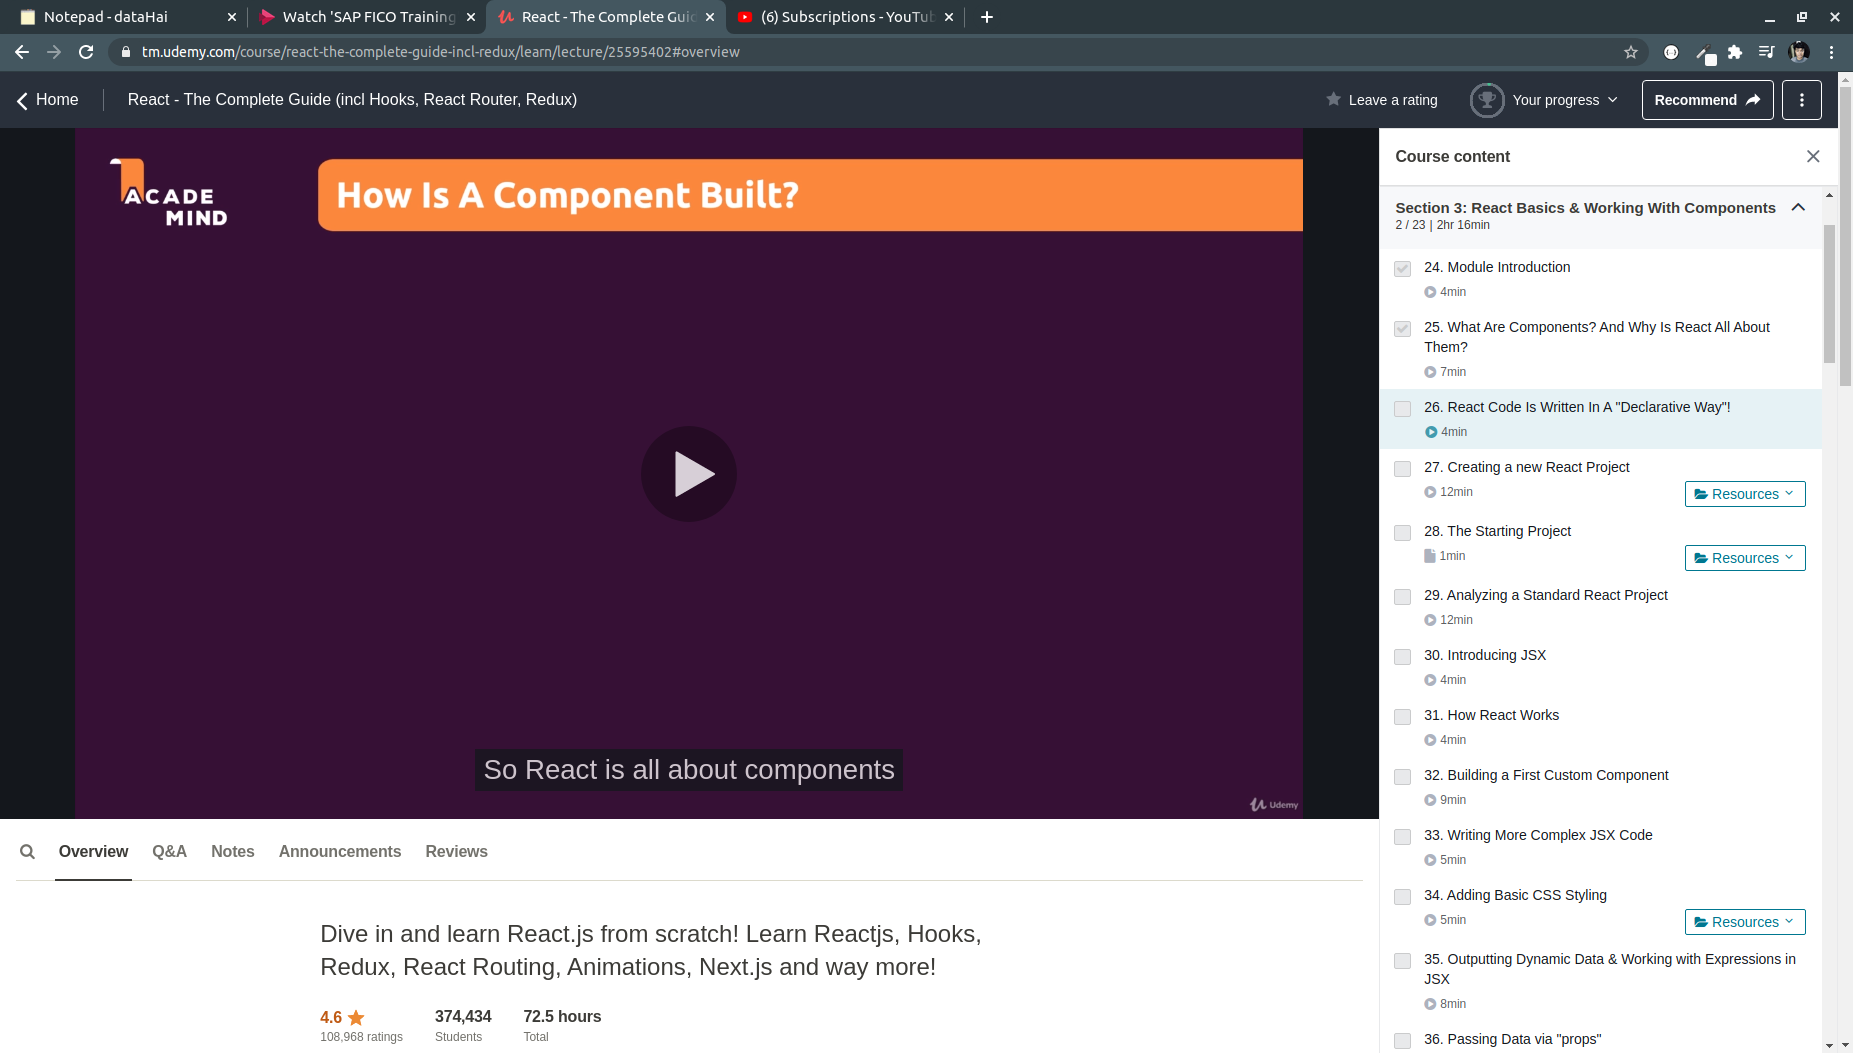 Notepad - dataHai
Watch 'SAP FICO Training
React - The Complete Guid
(6) Subscriptions - YouTub
tm.udemy.com/course/react-the-complete-guide-incl-redux/learn/lecture/25595402#overview
Home
React - The Complete Guide (incl Hooks, React Router, Redux)
Leave a rating
Your progress
Recommend
ACADE
MIND
How Is A Component Built?
So React is all about components
Udemy
Course content
Section 3: React Basics & Working With Components
2 / 23 | 2hr 16min
24. Module Introduction
4min
25. What Are Components? And Why Is React All About
Them?
7min
26. React Code Is Written In A "Declarative Way"!
4min
27. Creating a new React Project
12min
Resources
28. The Starting Project
1min
Resources
29. Analyzing a Standard React Project
12min
30. Introducing JSX
4min
31. How React Works
4min
32. Building a First Custom Component
9min
33. Writing More Complex JSX Code
5min
34. Adding Basic CSS Styling
5min
Resources
35. Outputting Dynamic Data & Working with Expressions in
JSX
8min
36. Passing Data via "props"
Overview
Q&A
Notes
Announcements
Reviews
Dive in and learn React.js from scratch! Learn Reactjs, Hooks,
Redux, React Routing, Animations, Next.js and way more!
4.6
108,968 ratings
374,434
Students
72.5 hours
Total